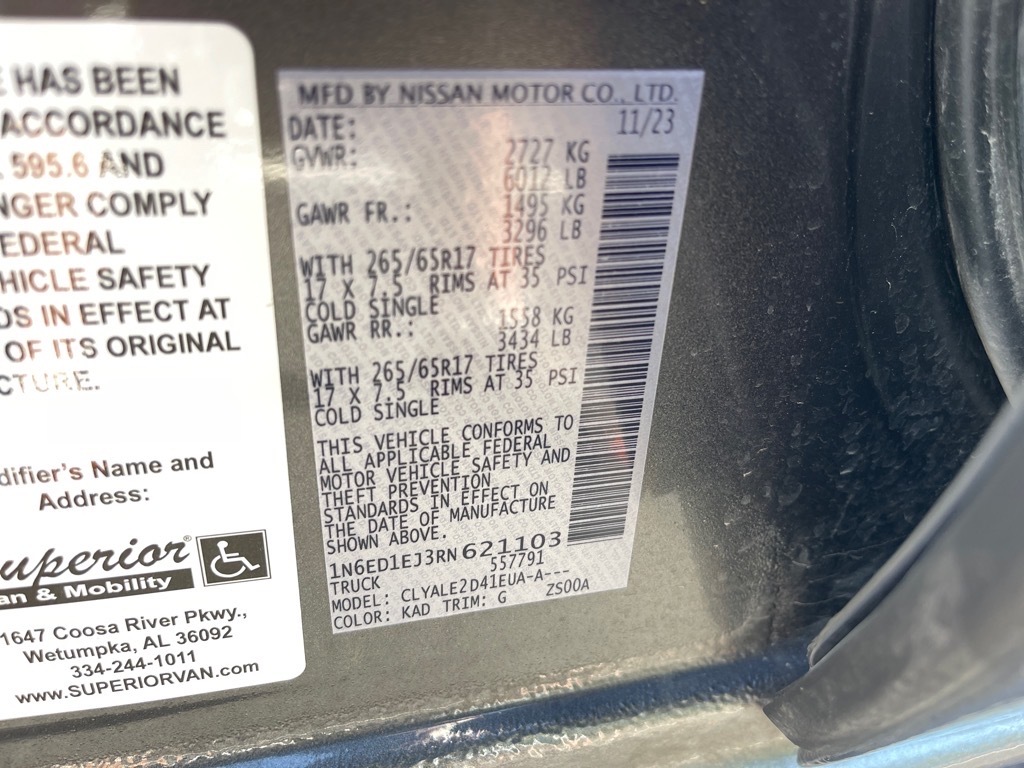 HAS BEEN
ACCORDANCE
595.6 AND
NGER COMPLY
EDERAL
HICLE SAFETY
DS IN EFFECT AT
OF ITS ORIGINAL
CTURE.
difier's Name and
Address:
uperior®
an & Mobility
1647 Coosa River Pkwy.,
Wetumpka, AL 36092
334-244-1011
www.SUPERIORVAN.com
MFD BY NISSAN MOTOR CO., LTD.
DATE: 11/23
GVWR: 2727 KG
6012 LB
GAWR FR.: 1495 KG
3296 LB
WITH 265/65R17 TIRES
17 X 7.5 RIMS AT 35 PSI
COLD SINGLE
GAWR RR.: 1558 KG
3434 LB
WITH 265/65R17 TIRES
17 X 7.5 RIMS AT 35 PSI
COLD SINGLE
THIS VEHICLE CONFORMS TO
ALL APPLICABLE FEDERAL
MOTOR VEHICLE SAFETY AND
THEFT PREVENTION
STANDARDS IN EFFECT ON
THE DATE OF MANUFACTURE
SHOWN ABOVE.
1N6ED1EJ3RN621103
TRUCK 557791
MODEL: CLYALE2D41EUA-A---
COLOR: KAD TRIM: G ZS00A